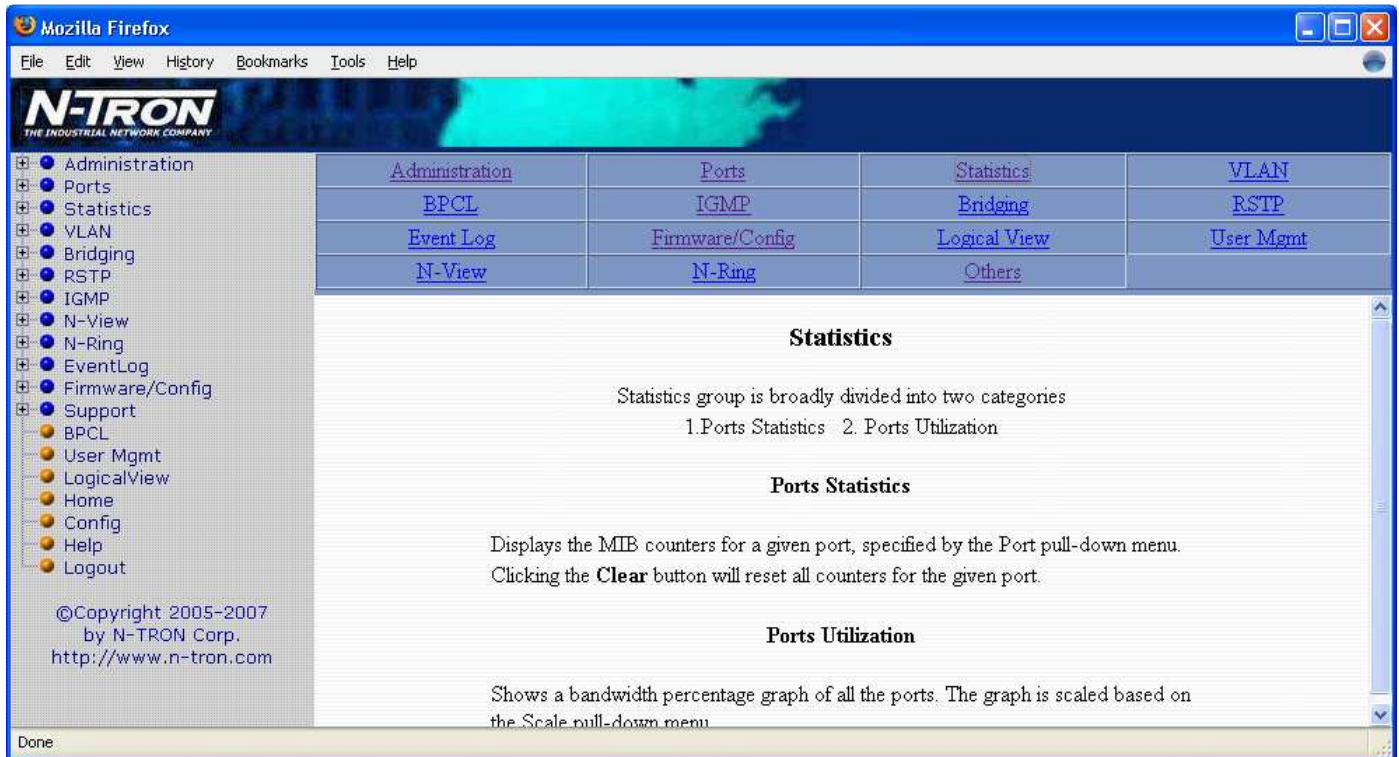 Mozilla Firefox
File Edit View History Bookmarks Tools Help
N-TRON
THE INDUSTRIAL NETWORK COMPANY
Administration
Ports
Statistics
VLAN
Bridging
RSTP
IGMP
N-View
N-Ring
EventLog
Firmware/Config
Support
BPCL
User Mgmt
LogicalView
Home
Config
Help
Logout
©Copyright 2005-2007
by N-TRON Corp.
http://www.n-tron.com
Administration Ports Statistics VLAN
BPCL IGMP Bridging RSTP
Event Log Firmware/Config Logical View User Mgmt
N-View N-Ring Others
Statistics
Statistics group is broadly divided into two categories
1.Ports Statistics 2. Ports Utilization
Ports Statistics
Displays the MIB counters for a given port, specified by the Port pull-down menu.
Clicking the Clear button will reset all counters for the given port.
Ports Utilization
Shows a bandwidth percentage graph of all the ports. The graph is scaled based on
the Scale pull-down menu
Done